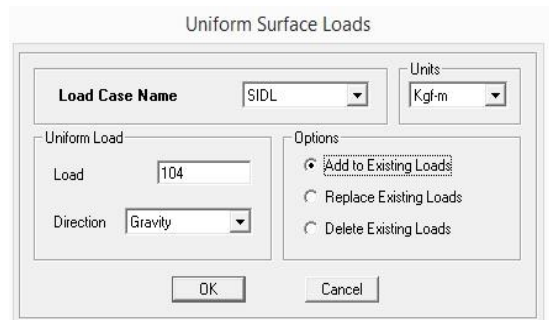 Uniform Surface Loads
Units
Load Case Name SIDL Kgf-m
Uniform Load
Load 104
Direction Gravity
Options
Add to Existing Loads
Replace Existing Loads
Delete Existing Loads
OK Cancel